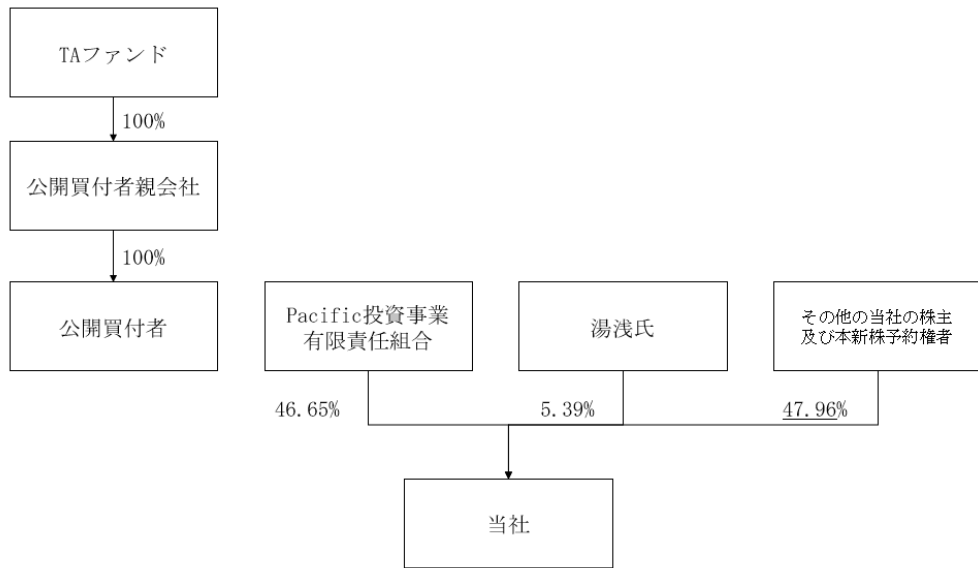 TAファンド
100%
公開買付者親会社
100%
公開買付者
Pacific投資事業
有限責任組合
湯浅氏
その他の当社の株主
及び本新株予約権者
46.65%
5.39%
47.96%
当社